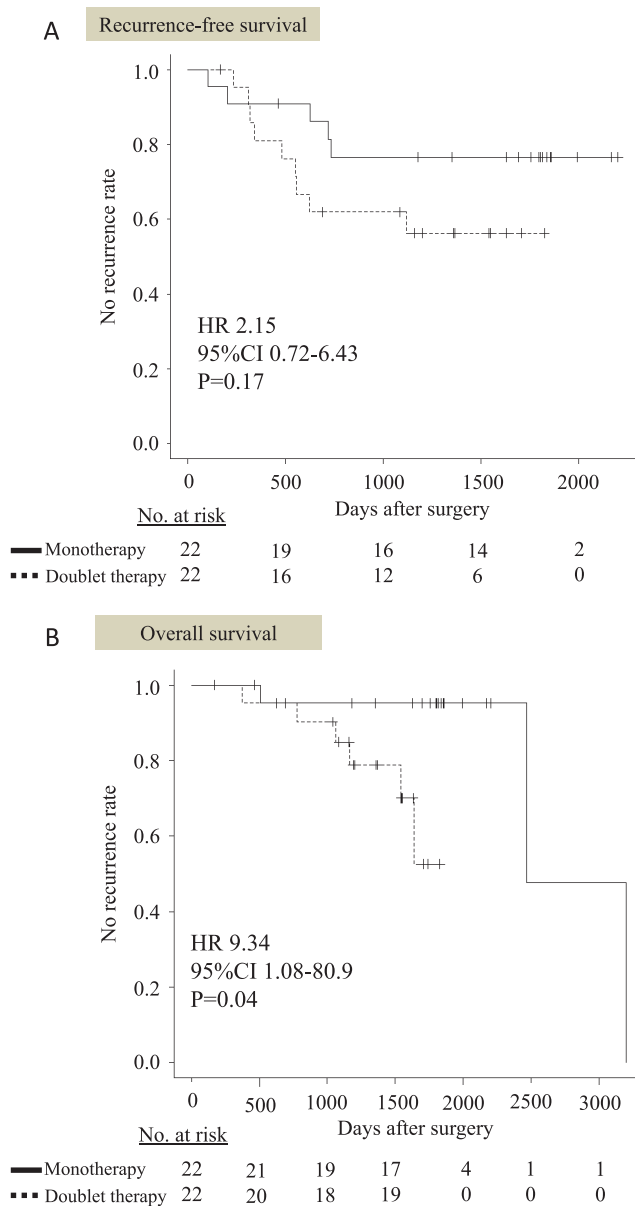 A
Recurrence-free survival
1.0
0.8
0.6
0.4
0.2
0.0
No recurrence rate
HR 2.15
95%CI 0.72-6.43
P=0.17
0 500 1000 1500 2000
Days after surgery
No. at risk
Monotherapy 22 19 16 14 2
Doublet therapy 22 16 12 6 0
B
Overall survival
1.0
0.8
0.6
0.4
0.2
0.0
No recurrence rate
HR 9.34
95%CI 1.08-80.9
P=0.04
0 500 1000 1500 2000 2500 3000
Days after surgery
No. at risk
Monotherapy 22 21 19 17 4 1 1
Doublet therapy 22 20 18 19 0 0 0